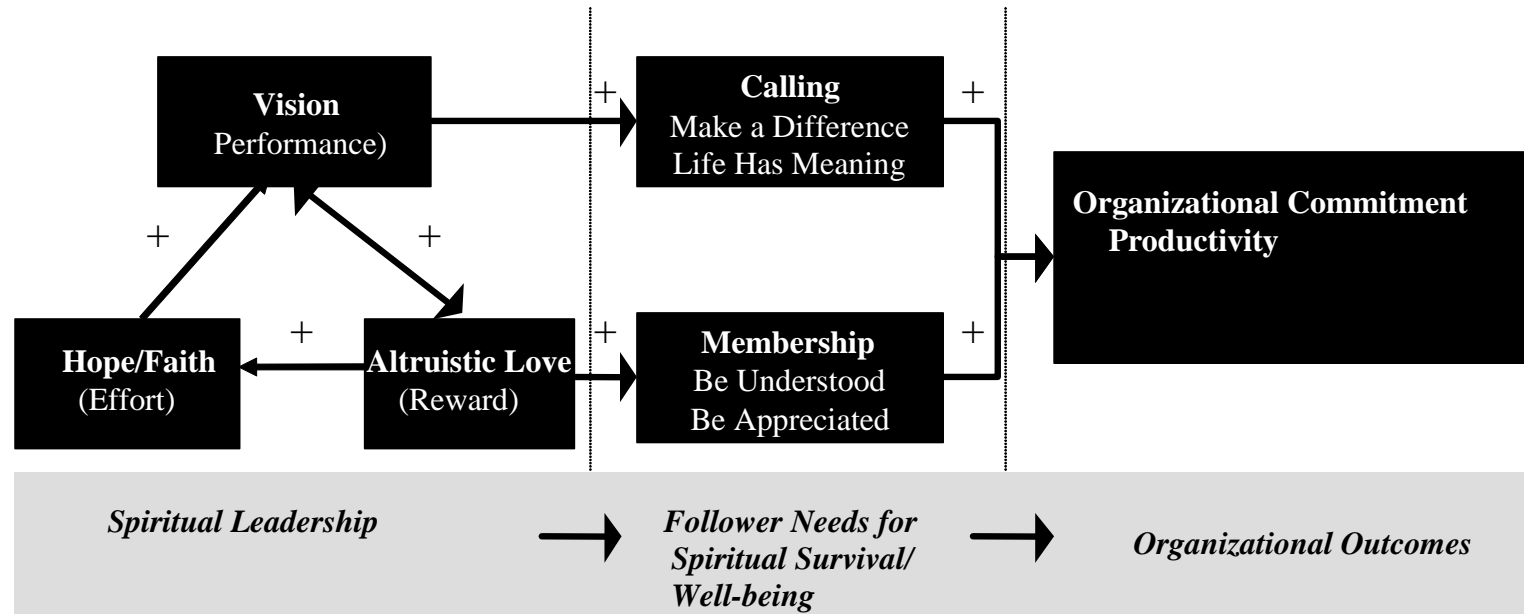 Vision
Performance)
+
+
Hope/Faith
(Effort)
+
Altruistic Love
(Reward)
+
Calling
Make a Difference
Life Has Meaning
+
+
Membership
Be Understood
Be Appreciated
+
Organizational Commitment
Productivity
Spiritual Leadership
Follower Needs for
Spiritual Survival/
Well-being
Organizational Outcomes